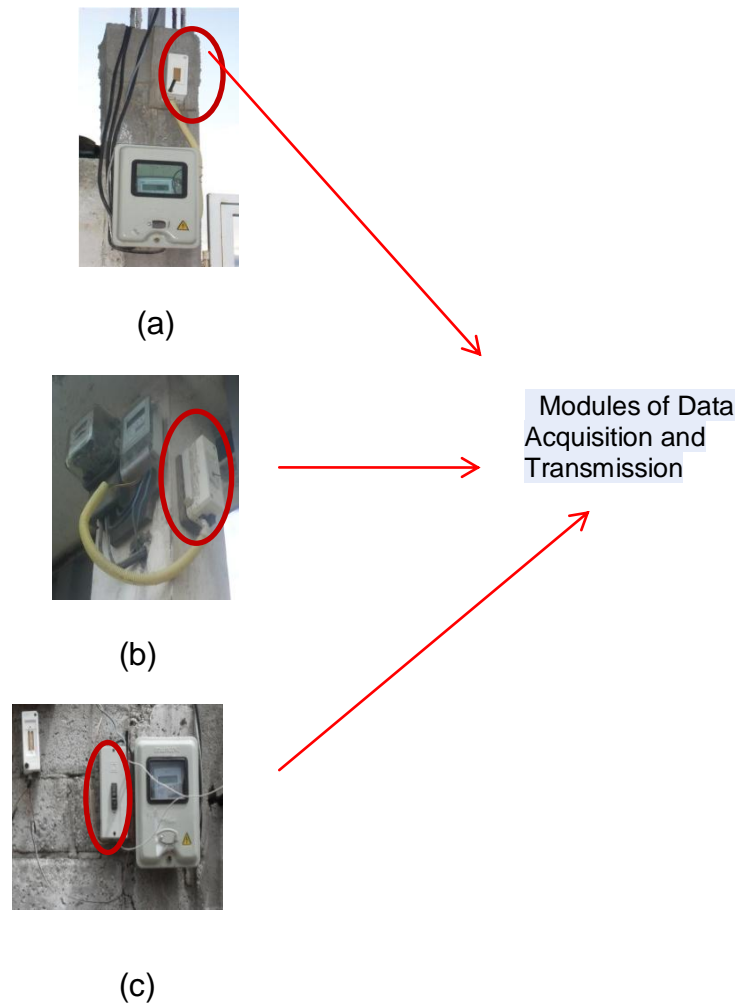 (a)
Modules of Data
Acquisition and
Transmission
(b)
(c)